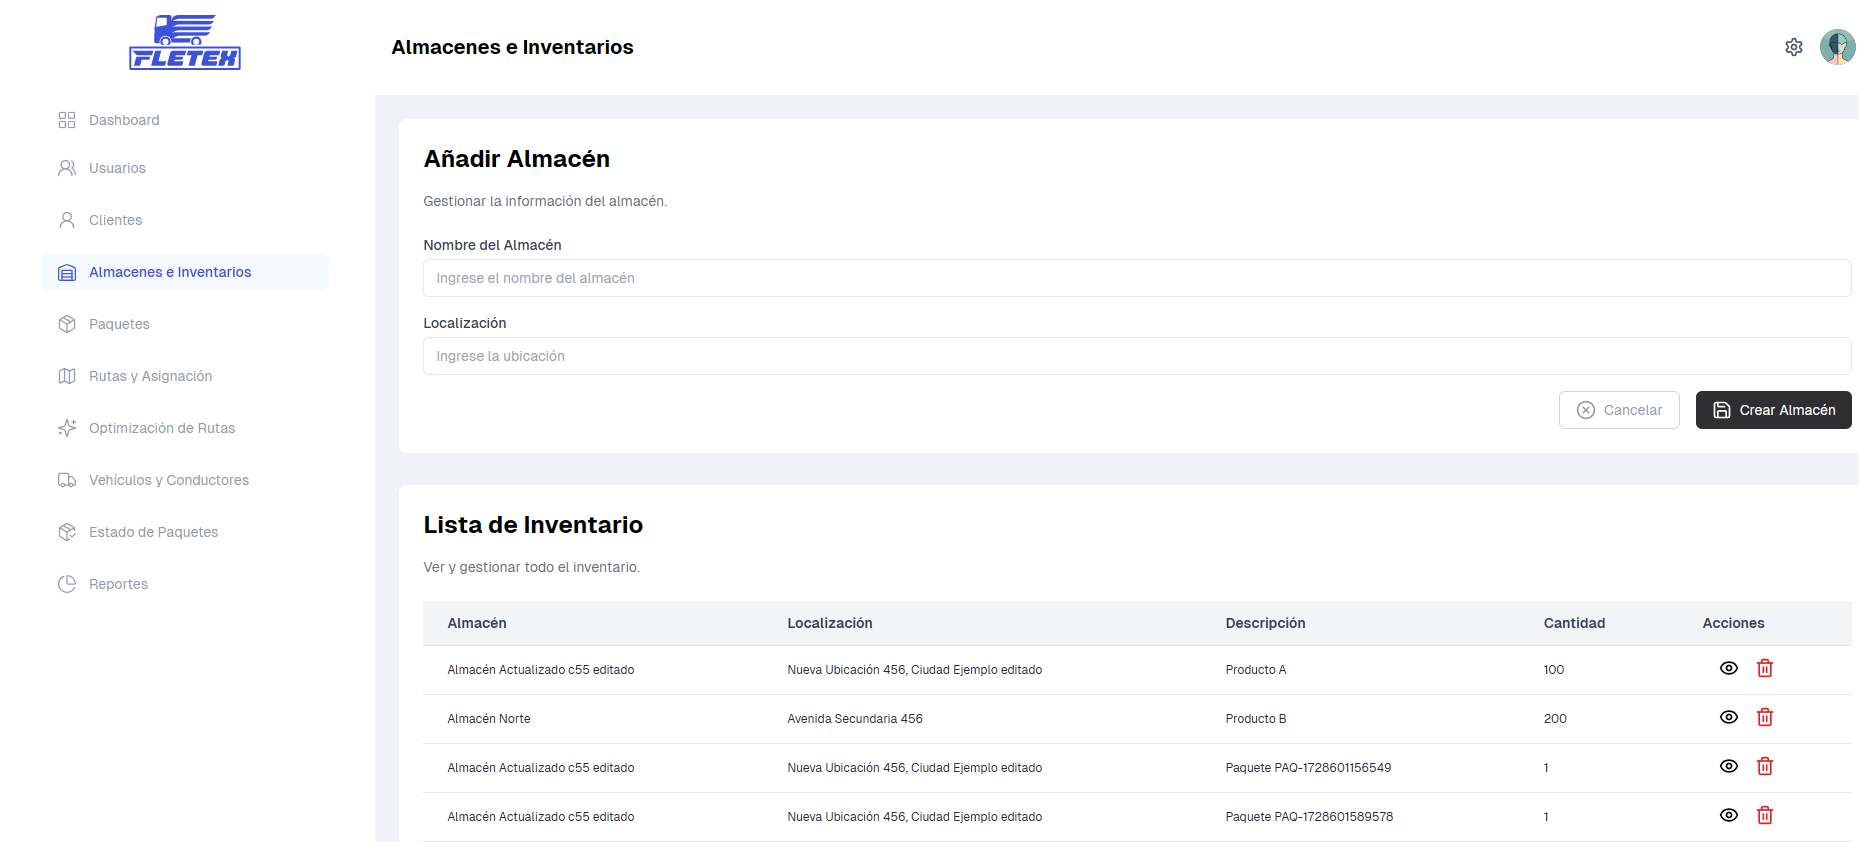 FLETEX
Almacenes e Inventarios
Dashboard
Usuarios
Clientes
Almacenes e Inventarios
Paquetes
Rutas y Asignación
Optimización de Rutas
Vehículos y Conductores
Estado de Paquetes
Reportes
Añadir Almacén
Gestionar la información del almacén.
Nombre del Almacén
Ingrese el nombre del almacén
Localización
Ingrese la ubicación
Cancelar Crear Almacén
Lista de Inventario
Ver y gestionar todo el inventario.
Almacén Localización Descripción Cantidad Acciones
Almacén Actualizado c55 editado Nueva Ubicación 456, Ciudad Ejemplo editado Producto A 100
Almacén Norte Avenida Secundaria 456 Producto B 200
Almacén Actualizado c55 editado Nueva Ubicación 456, Ciudad Ejemplo editado Paquete PAQ-1728601156549 1
Almacén Actualizado c55 editado Nueva Ubicación 456, Ciudad Ejemplo editado Paquete PAQ-1728601589578 1